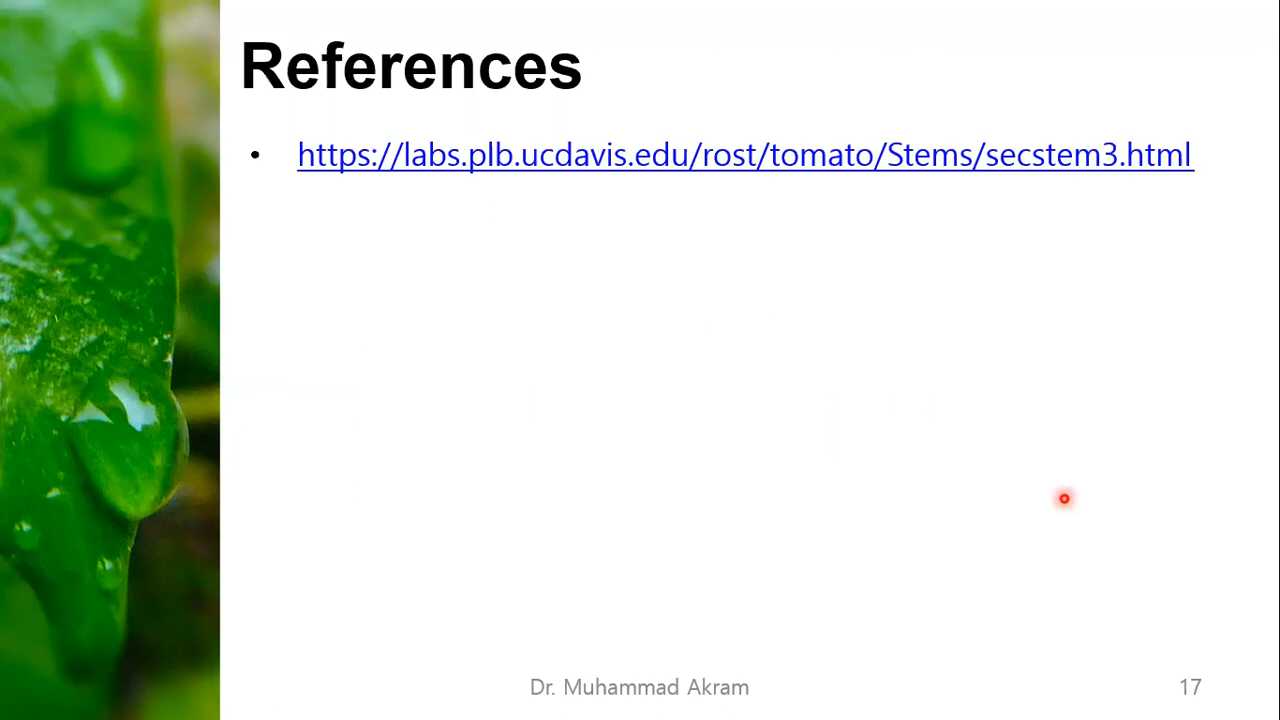 References
• https://labs.plb.ucdavis.edu/rost/tomato/Stems/secstem3.html
Dr. Muhammad Akram
17